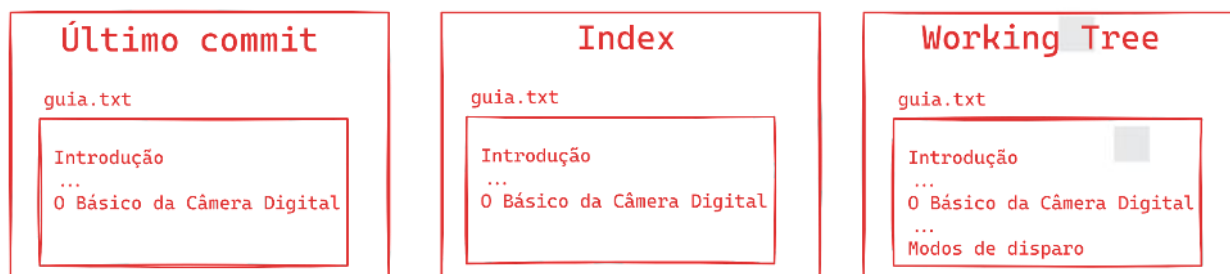 Último commit
guia.txt
Introdução
...
O Básico da Câmera Digital
Index
guia.txt
Introdução
...
O Básico da Câmera Digital
Working Tree
guia.txt
Introdução
...
O Básico da Câmera Digital
...
Modos de disparo